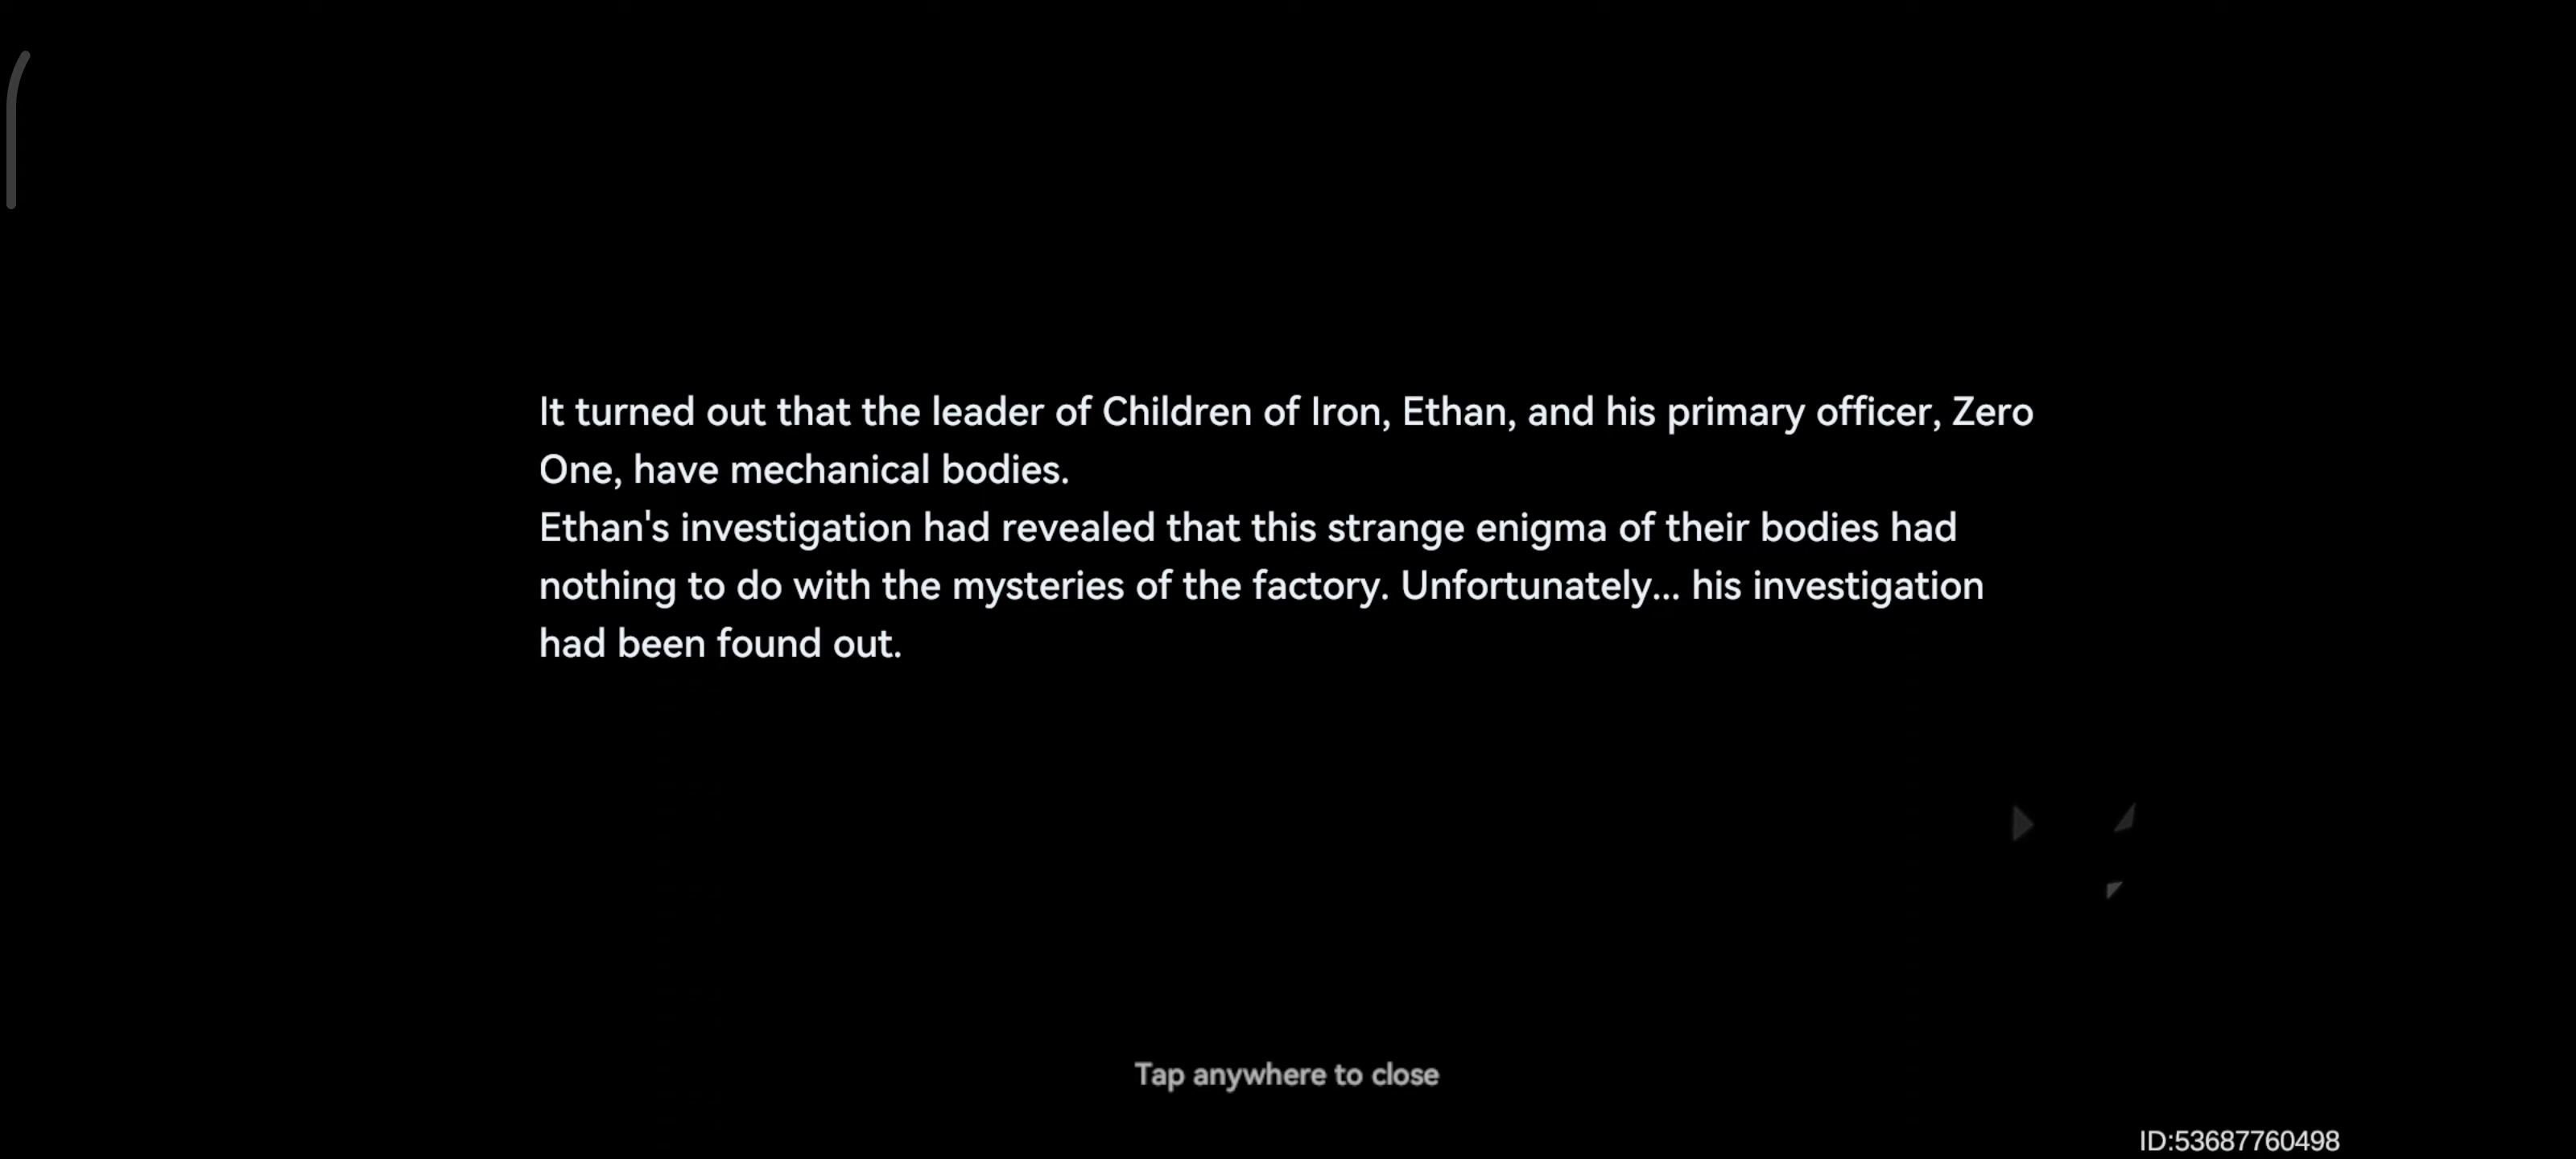 It turned out that the leader of Children of Iron, Ethan, and his primary officer, Zero
One, have mechanical bodies.
Ethan's investigation had revealed that this strange enigma of their bodies had
nothing to do with the mysteries of the factory. Unfortunately... his investigation
had been found out.
Tap anywhere to close
ID:53687760498